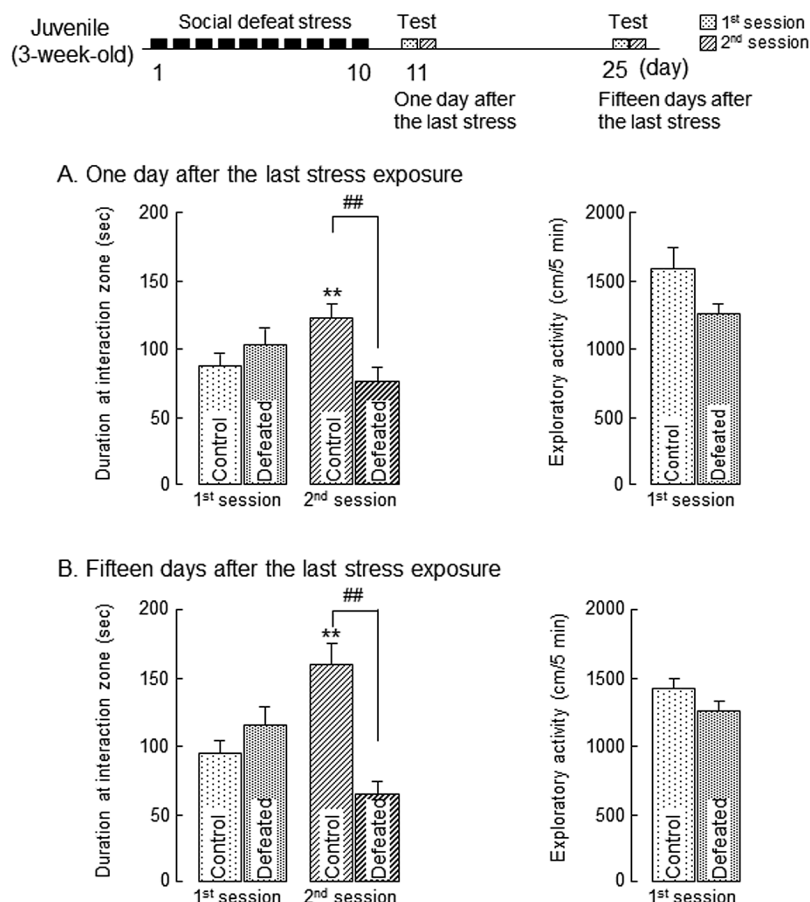 Juvenile
(3-week-old)
Social defeat stress
Test
Test
1st session
2nd session
1
10
11
25 (day)
One day after
the last stress
Fifteen days after
the last stress
A. One day after the last stress exposure
Duration at interaction zone (sec)
200
150
100
50
0
##
**
Control
Defeated
Control
Defeated
1st session
2nd session
Exploratory activity (cm/5 min)
2000
1500
1000
500
0
Control
Defeated
1st session
B. Fifteen days after the last stress exposure
Duration at interaction zone (sec)
200
150
100
50
0
##
**
Control
Defeated
Control
Defeated
1st session
2nd session
Exploratory activity (cm/5 min)
2000
1500
1000
500
0
Control
Defeated
1st session